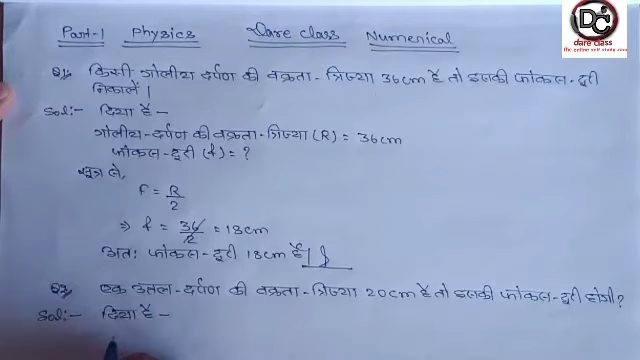 Part-1 Physics Dare class Numerical
DC
dare class
The online self study zone
Q1 किसी गोलीय दर्पण की वक्रता-त्रिज्या 36cm है तो इसकी फोकस-दूरी
निकालें।
Sol:- दिया है-
गोलीय-दर्पण की वक्रता-त्रिज्या (R) = 36cm
फोकस-दूरी (f) = ?
सूत्र से,
f = R/2
⇒ f = 36/2 = 18cm
अतः फोकस-दूरी 18cm है।
Q2 एक उत्तल-दर्पण की वक्रता-त्रिज्या 20cm है तो इसकी फोकस-दूरी होगी?
Sol:- दिया है-